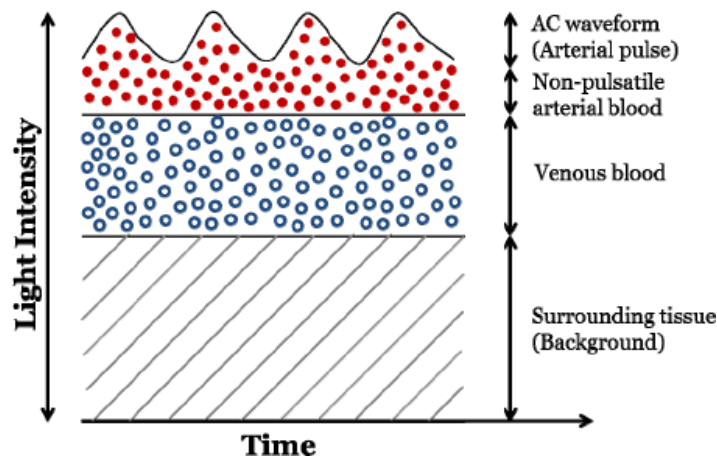 AC waveform
(Arterial pulse)
Non-pulsatile
arterial blood
Venous blood
Surrounding tissue
(Background)
Light Intensity
Time